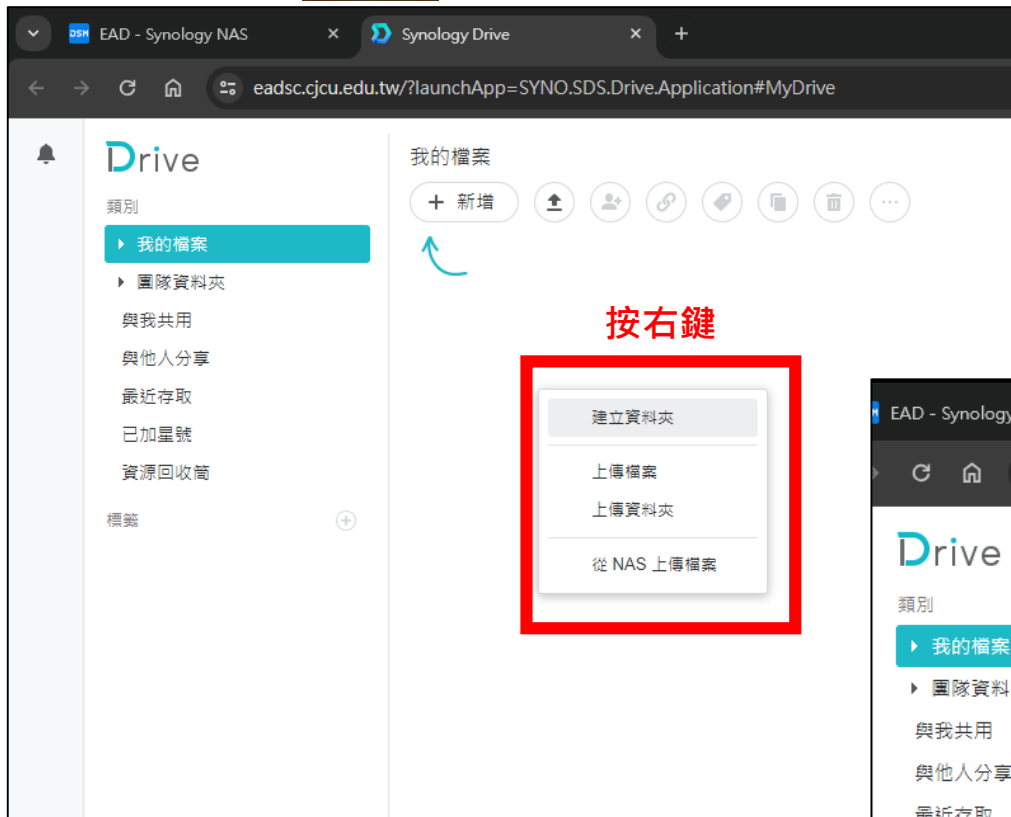 EAD - Synology NAS
Synology Drive
eadsc.cjcu.edu.tw/?launchApp=SYNO.SDS.Drive.Application#MyDrive
Drive
類別
我的檔案
團隊資料夾
與我共用
與他人分享
最近存取
已加星號
資源回收筒
標籤
我的檔案
+ 新增
按右鍵
建立資料夾
上傳檔案
上傳資料夾
從 NAS 上傳檔案
EAD - Synology
Drive
類別
我的檔案
團隊資料
與我共用
與他人分享
最近存取